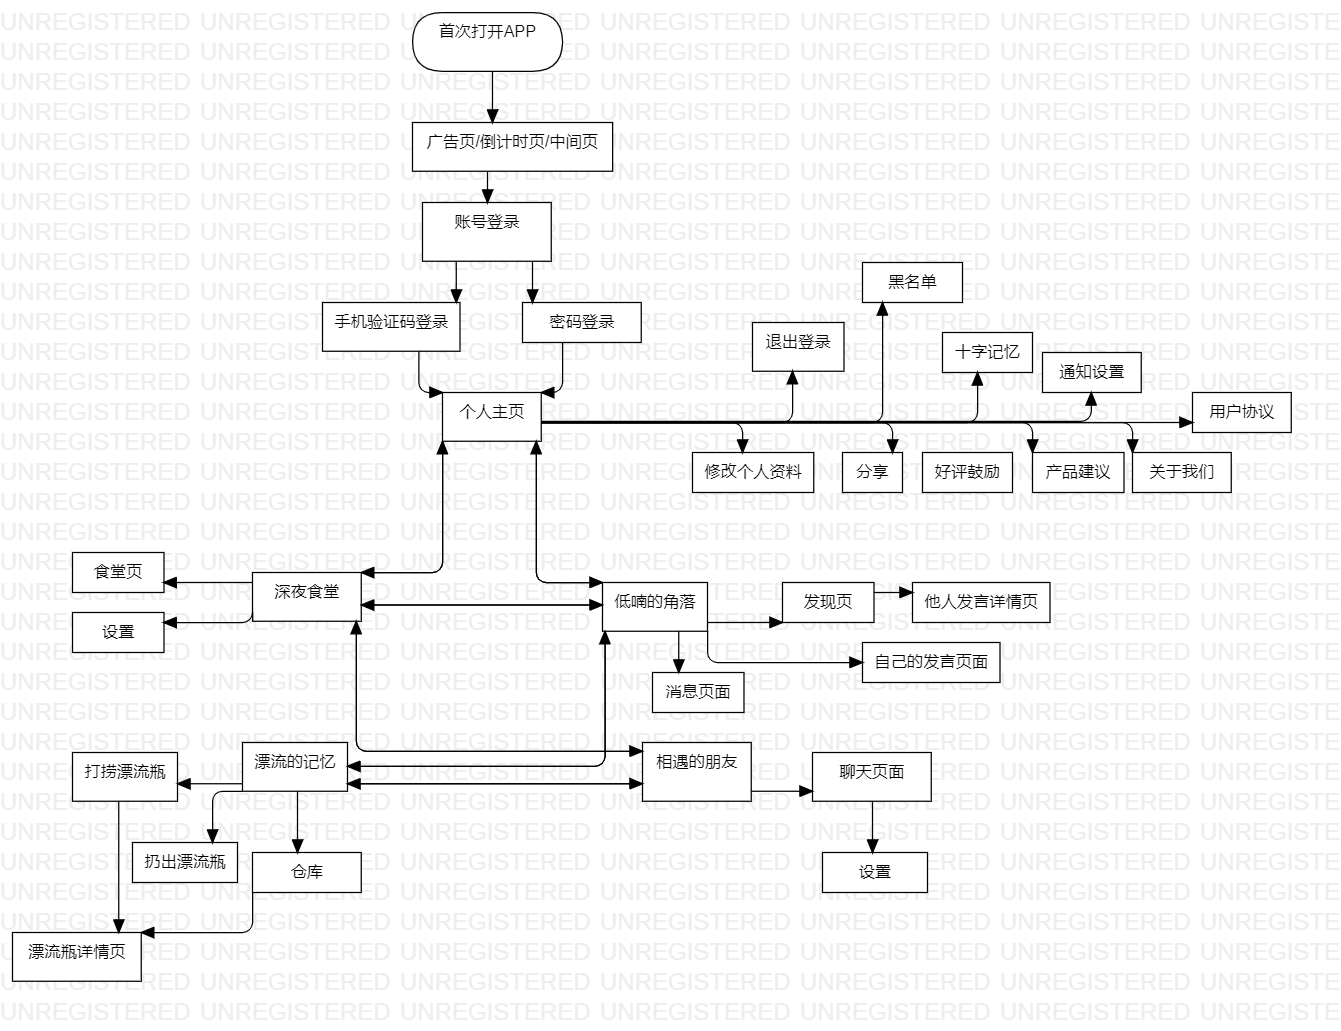 首次打开APP
广告页/倒计时页/中间页
账号登录
手机验证码登录
密码登录
黑名单
退出登录
十字记忆
通知设置
个人主页
用户协议
修改个人资料
分享
好评鼓励
产品建议
关于我们
食堂页
深夜食堂
设置
低喃的角落
发现页
他人发言详情页
自己的发言页面
消息页面
打捞漂流瓶
漂流的记忆
相遇的朋友
聊天页面
扔出漂流瓶
仓库
设置
漂流瓶详情页
UNREGISTERED